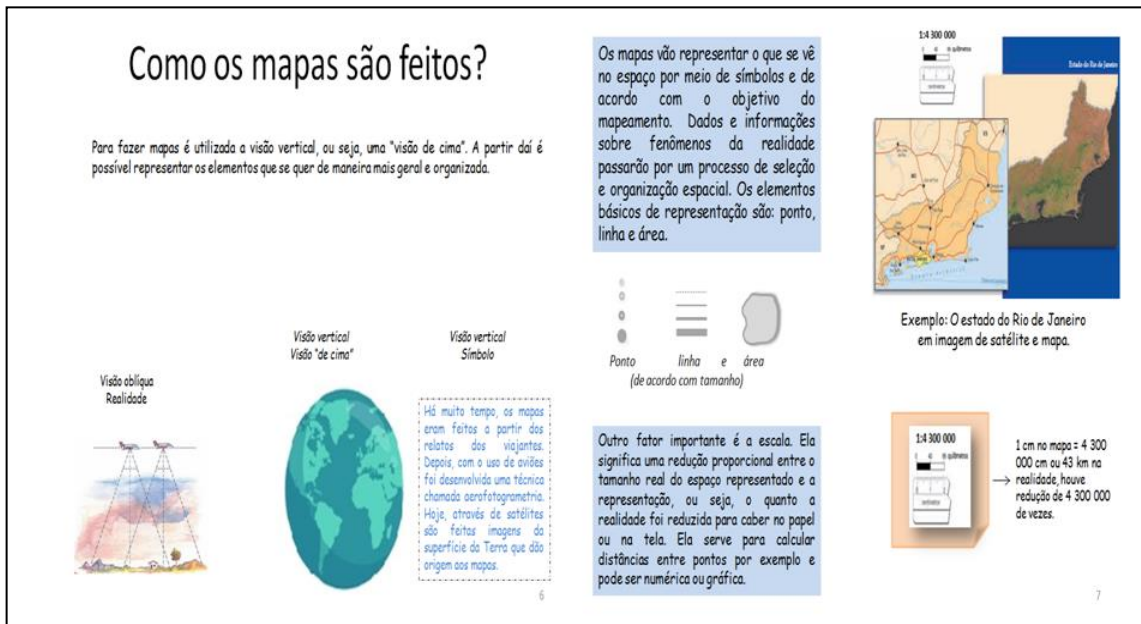 Como os mapas são feitos?
Para fazer mapas é utilizada a visão vertical, ou seja, uma "visão de cima". A partir daí é
possível representar os elementos que se quer de maneira mais geral e organizada.
Visão oblíqua
Realidade
Visão vertical
Visão "de cima"
Visão vertical
Símbolo
Há muito tempo, os mapas
eram feitos a partir dos
relatos dos viajantes.
Depois, com o uso de aviões
foi desenvolvida uma técnica
chamada aerofotogrametria.
Hoje, através de satélites
são feitas imagens da
superfície da Terra que dão
origem aos mapas.
6
Os mapas vão representar o que se vê
no espaço por meio de símbolos e de
acordo com o objetivo do
mapeamento. Dados e informações
sobre fenômenos da realidade
passarão por um processo de seleção
e organização espacial. Os elementos
básicos de representação são: ponto,
linha e área.
Ponto linha e área
(de acordo com tamanho)
Outro fator importante é a escala. Ela
significa uma redução proporcional entre o
tamanho real do espaço representado e a
representação, ou seja, o quanto a
realidade foi reduzida para caber no papel
ou na tela. Ela serve para calcular
distâncias entre pontos por exemplo e
pode ser numérica ou gráfica.
1:4 300 000
quilômetros
centímetros
Estado do Rio de Janeiro
Exemplo: O estado do Rio de Janeiro
em imagem de satélite e mapa.
1:4 300 000
quilômetros
centímetros
1 cm no mapa = 4 300
000 cm ou 43 km na
realidade, houve
redução de 4 300 000
de vezes.
7